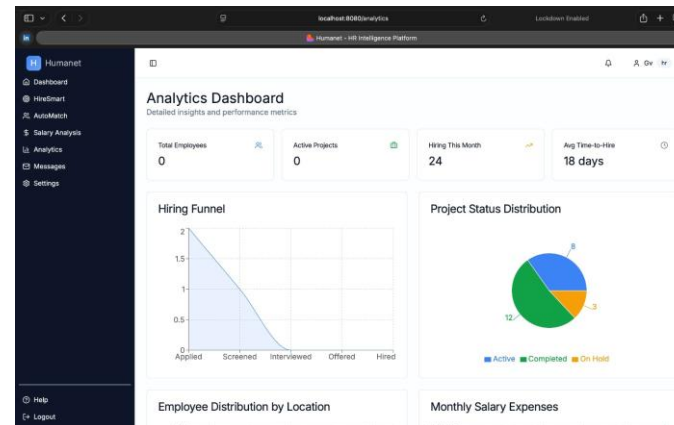 localhost:8080/analytics
Lockdown Enabled
in
Humanet - HR Intelligence Platform
H Humanet
Dashboard
HireSmart
AutoMatch
$ Salary Analysis
Analytics
Messages
Settings
Help
Logout
Gv hr
Analytics Dashboard
Detailed insights and performance metrics
Total Employees
0
Active Projects
0
Hiring This Month
24
Avg Time-to-Hire
18 days
Hiring Funnel
2
1.5
1
0.5
0
Applied Screened Interviewed Offered Hired
Project Status Distribution
8
3
12
Active Completed On Hold
Employee Distribution by Location
Monthly Salary Expenses